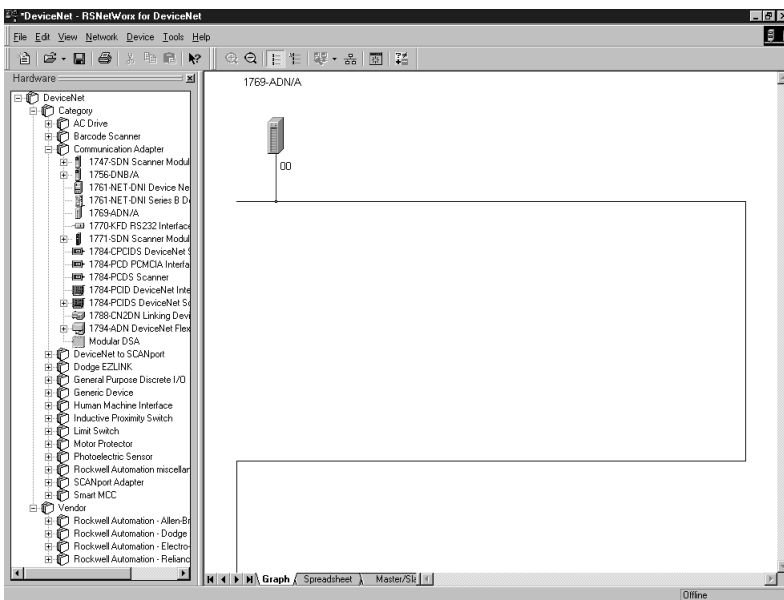 *DeviceNet - RSNetWorx for DeviceNet
File Edit View Network Device Tools Help
Hardware
DeviceNet
Category
AC Drive
Barcode Scanner
Communication Adapter
1747-SDN Scanner Modul
1756-DNB/A
1761-NET-DNI Device Ne
1761-NET-DNI Series B De
1769-ADN/A
1770-KFD RS232 Interface
1771-SDN Scanner Modul
1784-CPCIDS DeviceNet S
1784-PCD PCMCIA Interfa
1784-PCDS Scanner
1784-PCID DeviceNet Inte
1784-PCIDS DeviceNet Sc
1788-CN2DN Linking Devi
1794-ADN DeviceNet Flex
Modular DSA
DeviceNet to SCANport
Dodge EZLINK
General Purpose Discrete I/O
Generic Device
Human Machine Interface
Inductive Proximity Switch
Limit Switch
Motor Protector
Photoelectric Sensor
Rockwell Automation miscellar
SCANport Adapter
Smart MCC
Vendor
Rockwell Automation - Allen-Br
Rockwell Automation - Dodge
Rockwell Automation - Electro-
Rockwell Automation - Relianc
1769-ADN/A
00
Graph Spreadsheet Master/Sla
Offline